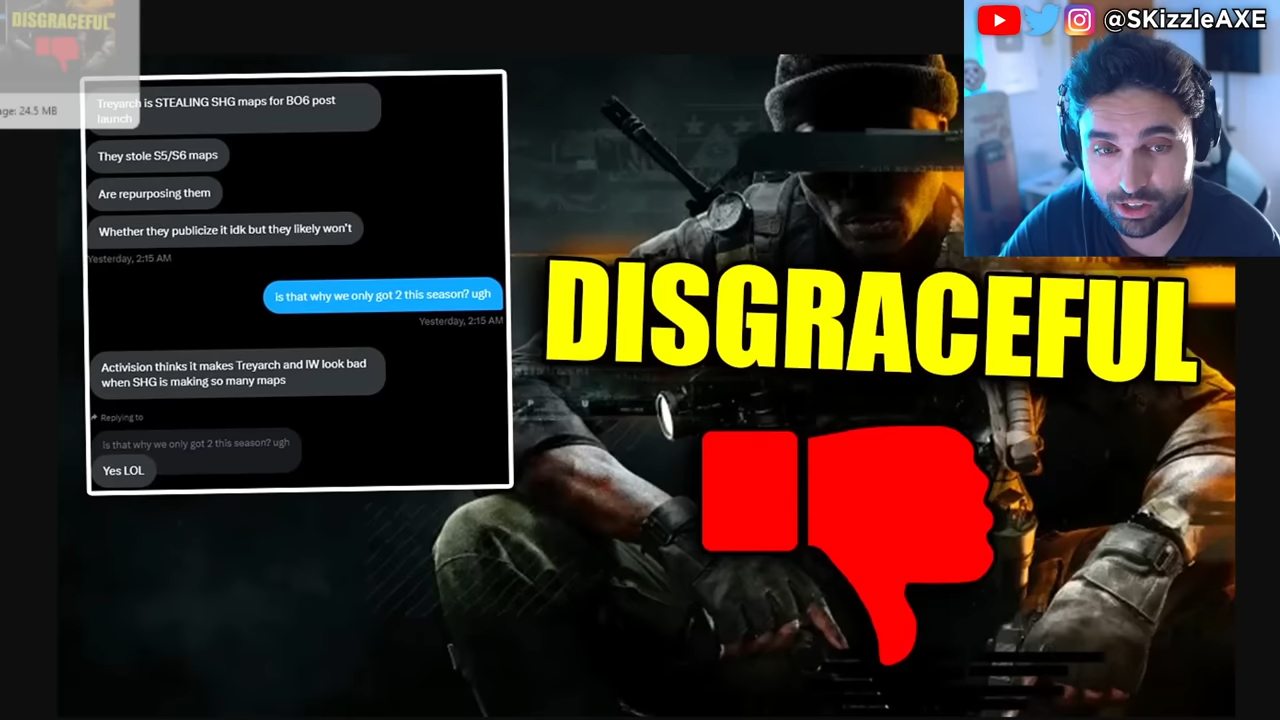 DISGRACEFUL
@SKizzleAXE
age: 24.5 MB
Treyarch is STEALING SHG maps for BO6 post
launch
They stole S5/S6 maps
Are repurposing them
Whether they publicize it idk but they likely won't
Yesterday, 2:15 AM
is that why we only got 2 this season? ugh
Yesterday, 2:15 AM
Activision thinks it makes Treyarch and IW look bad
when SHG is making so many maps
Replying to
is that why we only got 2 this season? ugh
Yes LOL
DISGRACEFUL